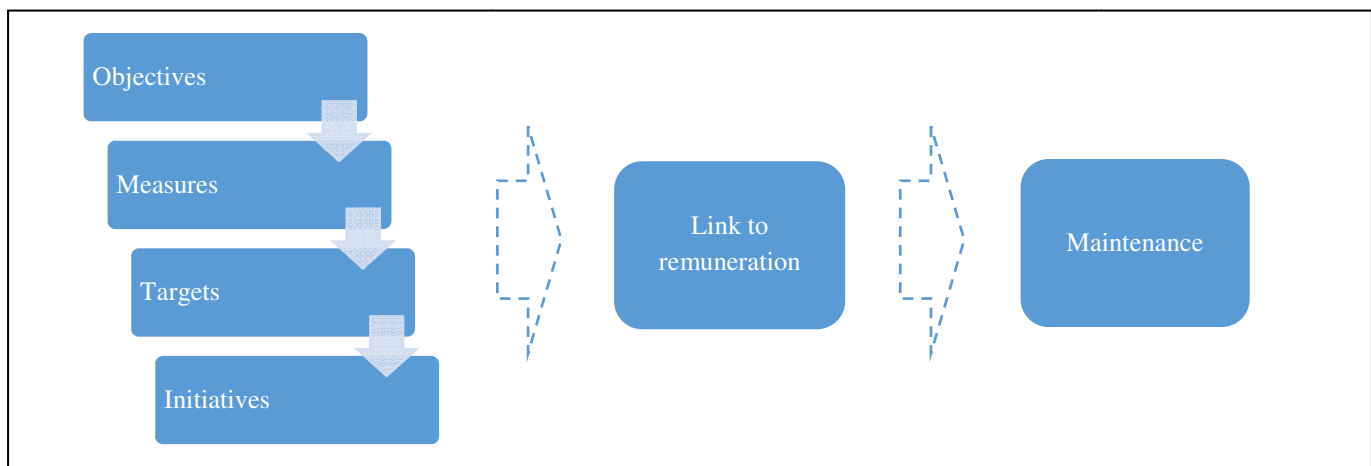 Objectives
Measures
Targets
Initiatives
Link to
remuneration
Maintenance